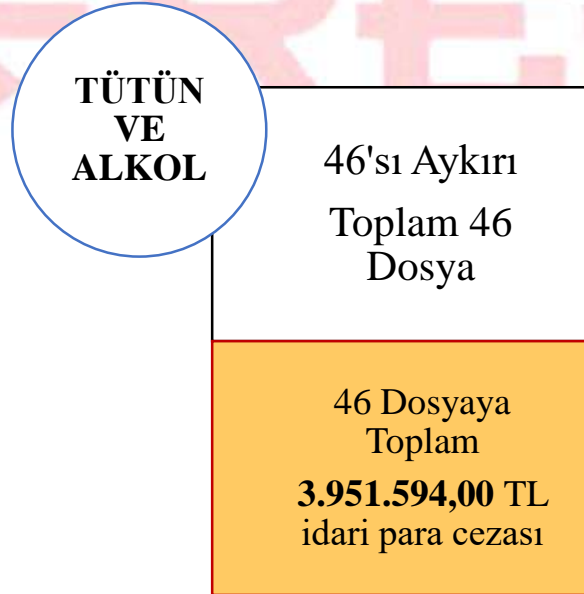 TÜTÜN
VE
ALKOL
46'sı Aykırı
Toplam 46
Dosya
46 Dosyaya
Toplam
3.951.594,00 TL
idari para cezası